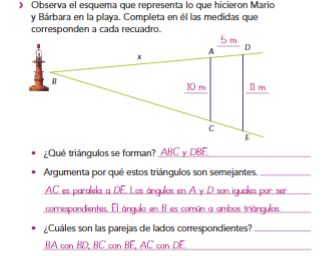 Observa el esquema que representa lo que hicieron Mario
y Bárbara en la playa. Completa en él las medidas que
corresponden a cada recuadro.
5 m
A
D
x
B
10 m
11 m
C
E
• ¿Qué triángulos se forman? ABC y DBE.
• Argumenta por qué estos triángulos son semejantes.
AC es paralela a DE. Los ángulos en A y D son iguales por ser
correspondientes. El ángulo en B es común a ambos triángulos.
• ¿Cuáles son las parejas de lados correspondientes?
BA con BD, BC con BE, AC con DE.